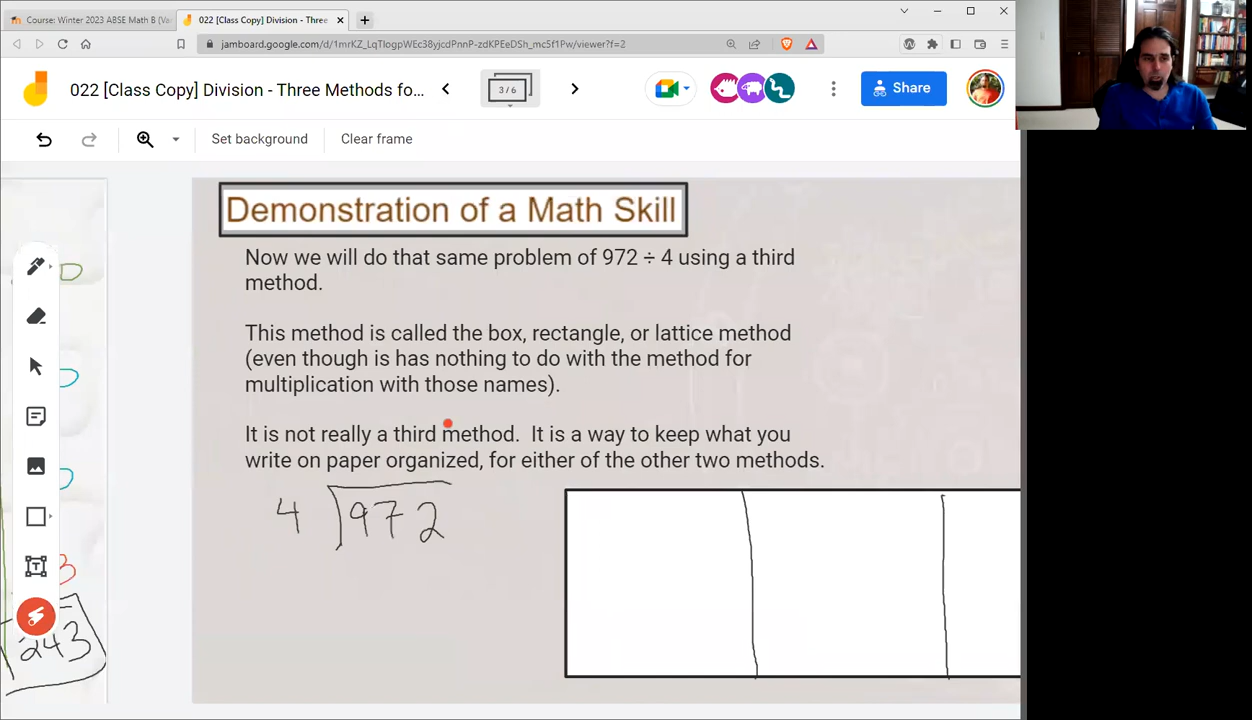 Course: Winter 2023 ABSE Math B (Va
022 [Class Copy] Division - Three
jamboard.google.com/d/1mrKZ_LqTlogpWEc38yjcdPnnP-zdKPEeDSh_mc5f1Pw/viewer?f=2
022 [Class Copy] Division - Three Methods fo...
3 / 6
Share
Set background
Clear frame
Demonstration of a Math Skill
Now we will do that same problem of 972 ÷ 4 using a third
method.
This method is called the box, rectangle, or lattice method
(even though is has nothing to do with the method for
multiplication with those names).
It is not really a third method. It is a way to keep what you
write on paper organized, for either of the other two methods.
4 972
3
243